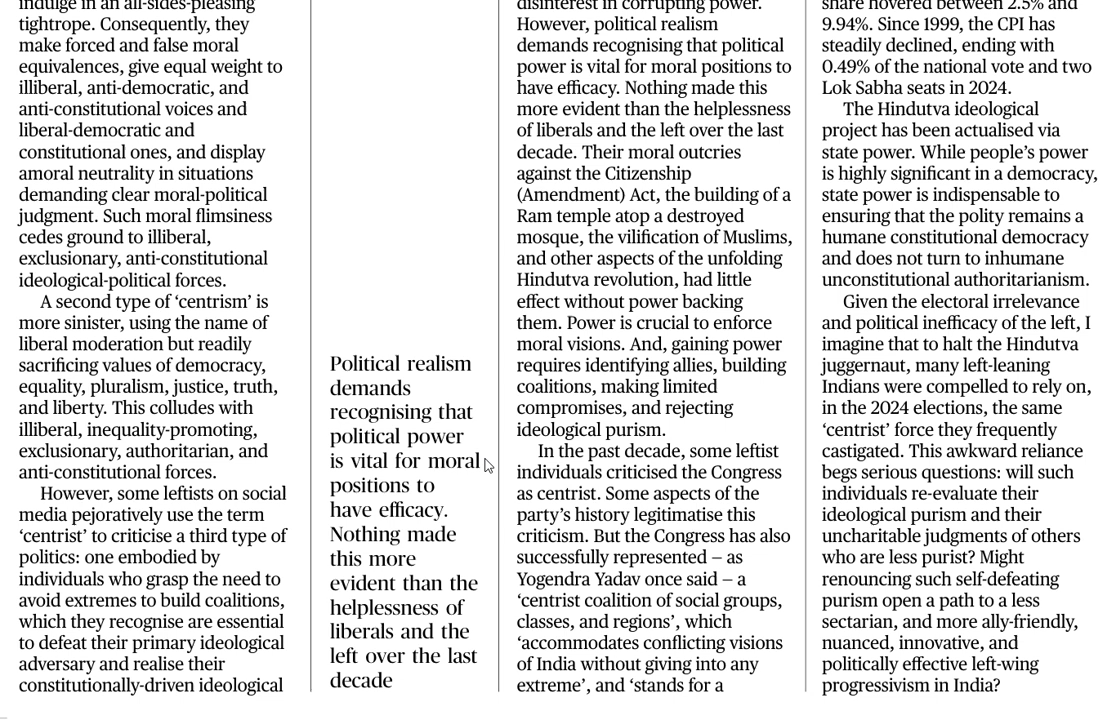 indulge in an all-sides-pleasing
tightrope. Consequently, they
make forced and false moral
equivalences, give equal weight to
illiberal, anti-democratic, and
anti-constitutional voices and
liberal-democratic and
constitutional ones, and display
amoral neutrality in situations
demanding clear moral-political
judgment. Such moral flimsiness
cedes ground to illiberal,
exclusionary, anti-constitutional
ideological-political forces.
A second type of ‘centrism’ is
more sinister, using the name of
liberal moderation but readily
sacrificing values of democracy,
equality, pluralism, justice, truth,
and liberty. This colludes with
illiberal, inequality-promoting,
exclusionary, authoritarian, and
anti-constitutional forces.
However, some leftists on social
media pejoratively use the term
‘centrist’ to criticise a third type of
politics: one embodied by
individuals who grasp the need to
avoid extremes to build coalitions,
which they recognise are essential
to defeat their primary ideological
adversary and realise their
constitutionally-driven ideological
Political realism
demands
recognising that
political power
is vital for moral
positions to
have efficacy.
Nothing made
this more
evident than the
helplessness of
liberals and the
left over the last
decade
disinterest in corrupting power.
However, political realism
demands recognising that political
power is vital for moral positions to
have efficacy. Nothing made this
more evident than the helplessness
of liberals and the left over the last
decade. Their moral outcries
against the Citizenship
(Amendment) Act, the building of a
Ram temple atop a destroyed
mosque, the vilification of Muslims,
and other aspects of the unfolding
Hindutva revolution, had little
effect without power backing
them. Power is crucial to enforce
moral visions. And, gaining power
requires identifying allies, building
coalitions, making limited
compromises, and rejecting
ideological purism.
In the past decade, some leftist
individuals criticised the Congress
as centrist. Some aspects of the
party’s history legitimatise this
criticism. But the Congress has also
successfully represented – as
Yogendra Yadav once said – a
‘centrist coalition of social groups,
classes, and regions’, which
‘accommodates conflicting visions
of India without giving into any
extreme’, and ‘stands for a
share hovered between 2.5% and
9.94%. Since 1999, the CPI has
steadily declined, ending with
0.49% of the national vote and two
Lok Sabha seats in 2024.
The Hindutva ideological
project has been actualised via
state power. While people’s power
is highly significant in a democracy,
state power is indispensable to
ensuring that the polity remains a
humane constitutional democracy
and does not turn to inhumane
unconstitutional authoritarianism.
Given the electoral irrelevance
and political inefficacy of the left, I
imagine that to halt the Hindutva
juggernaut, many left-leaning
Indians were compelled to rely on,
in the 2024 elections, the same
‘centrist’ force they frequently
castigated. This awkward reliance
begs serious questions: will such
individuals re-evaluate their
ideological purism and their
uncharitable judgments of others
who are less purist? Might
renouncing such self-defeating
purism open a path to a less
sectarian, and more ally-friendly,
nuanced, innovative, and
politically effective left-wing
progressivism in India?